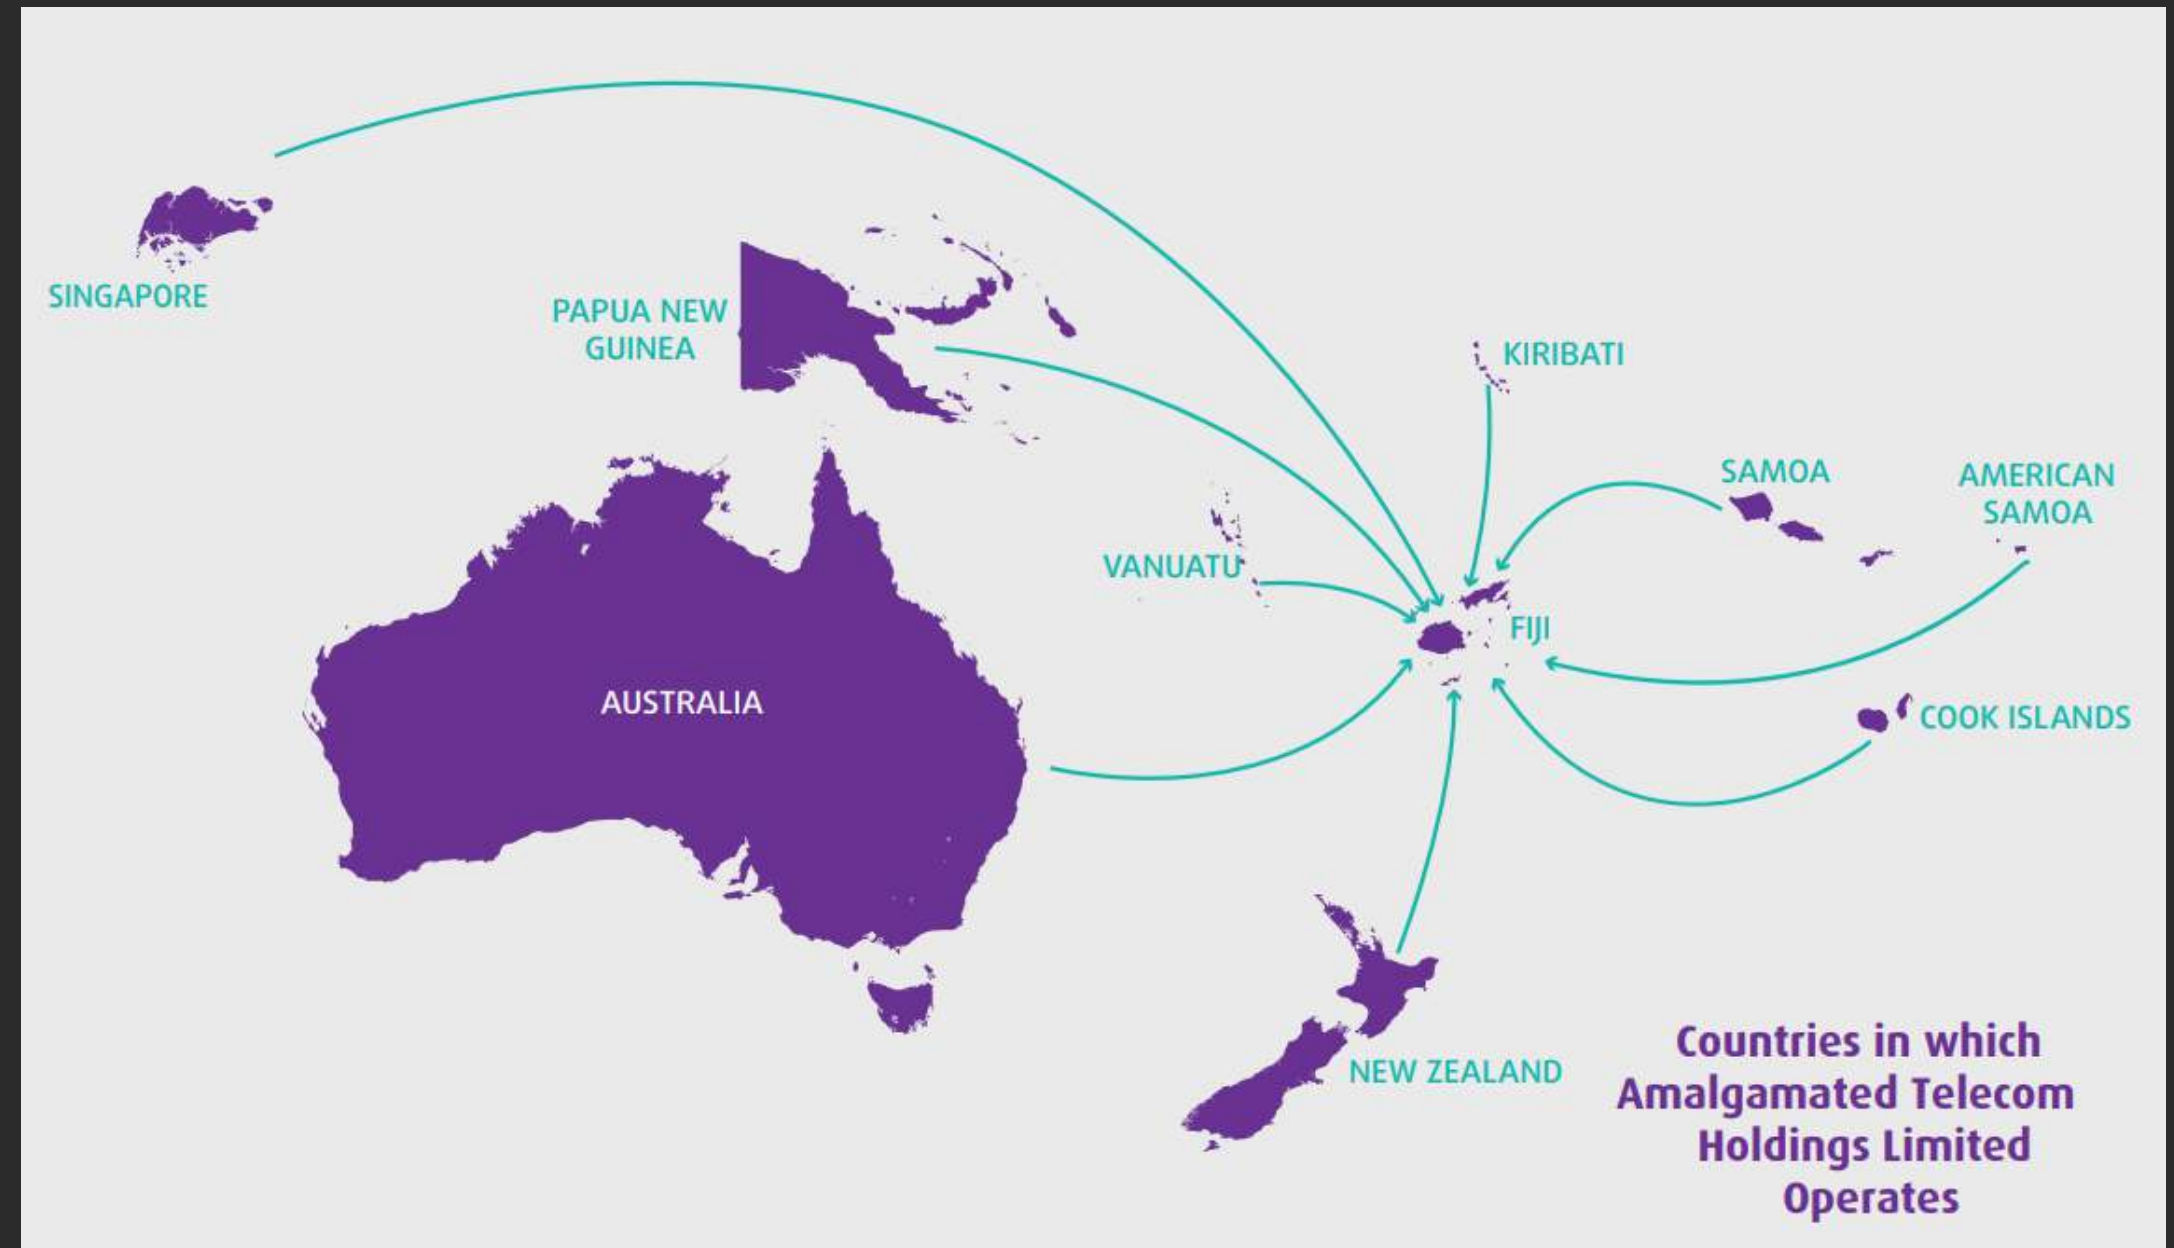 SINGAPORE
PAPUA NEW
GUINEA
KIRIBATI
SAMOA
AMERICAN
SAMOA
VANUATU
FIJI
AUSTRALIA
COOK ISLANDS
NEW ZEALAND
Countries in which
Amalgamated Telecom
Holdings Limited
Operates